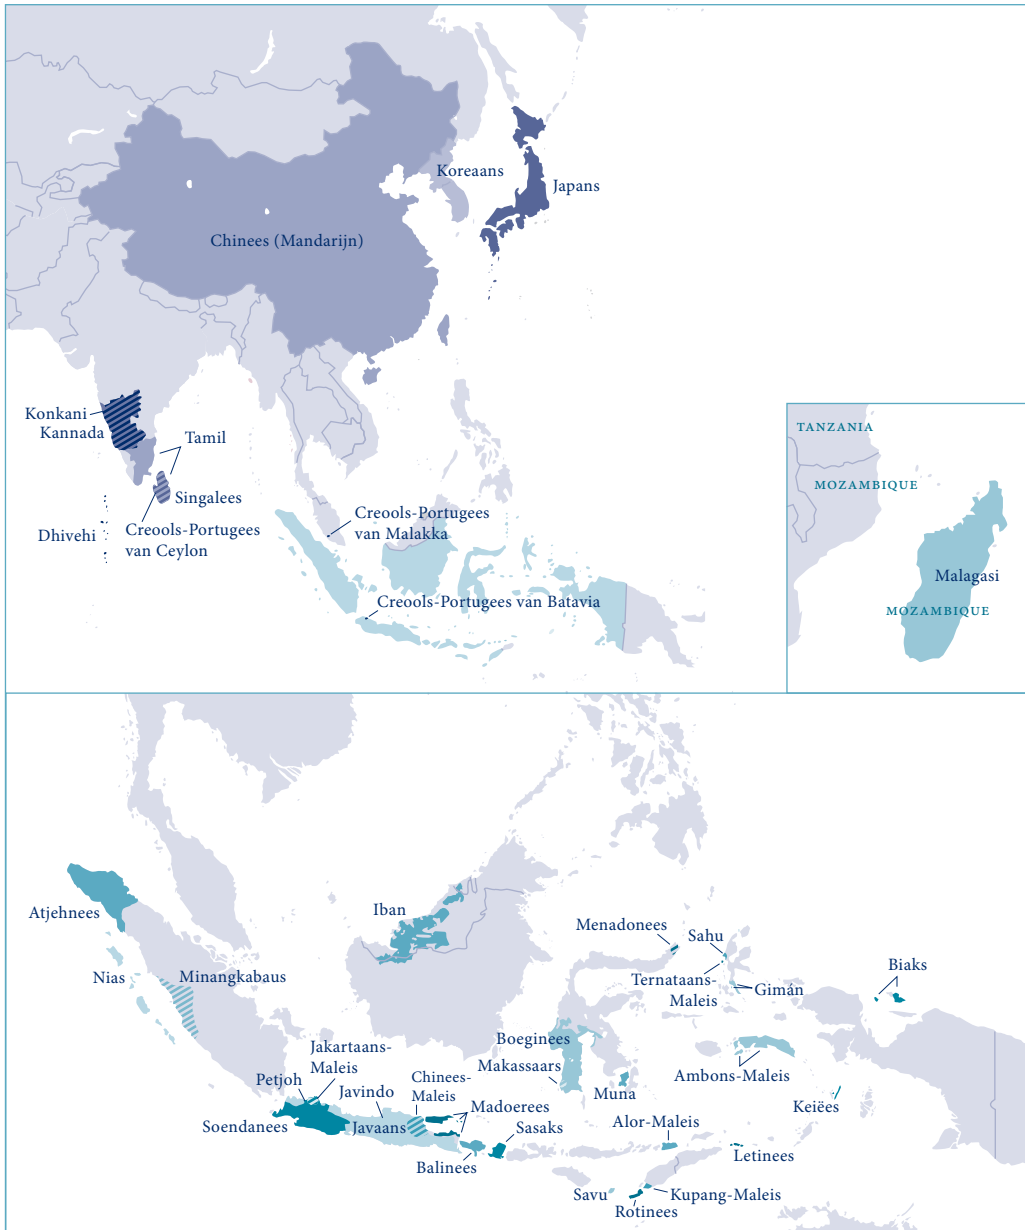 Koreaans
Japans
Chinees (Mandarijn)
Konkani
Kannada
Tamil
Singalees
Dhivehi
Creools-Portugees
van Ceylon
Creools-Portugees
van Malakka
Creools-Portugees van Batavia
TANZANIA
MOZAMBIQUE
Malagasi
MOZAMBIQUE
Atjehnees
Iban
Menadonees
Sahu
Nias
Minangkabaus
Ternataans-
Maleis
Gimán
Biaks
Boeginees
Makassaars
Jakartaans-
Maleis
Petjoh
Javindo
Chinees-
Maleis
Muna
Ambons-Maleis
Keiëes
Madoerees
Soendanees
Javaans
Sasaks
Alor-Maleis
Balinees
Letinees
Savu
Kupang-Maleis
Rotinees